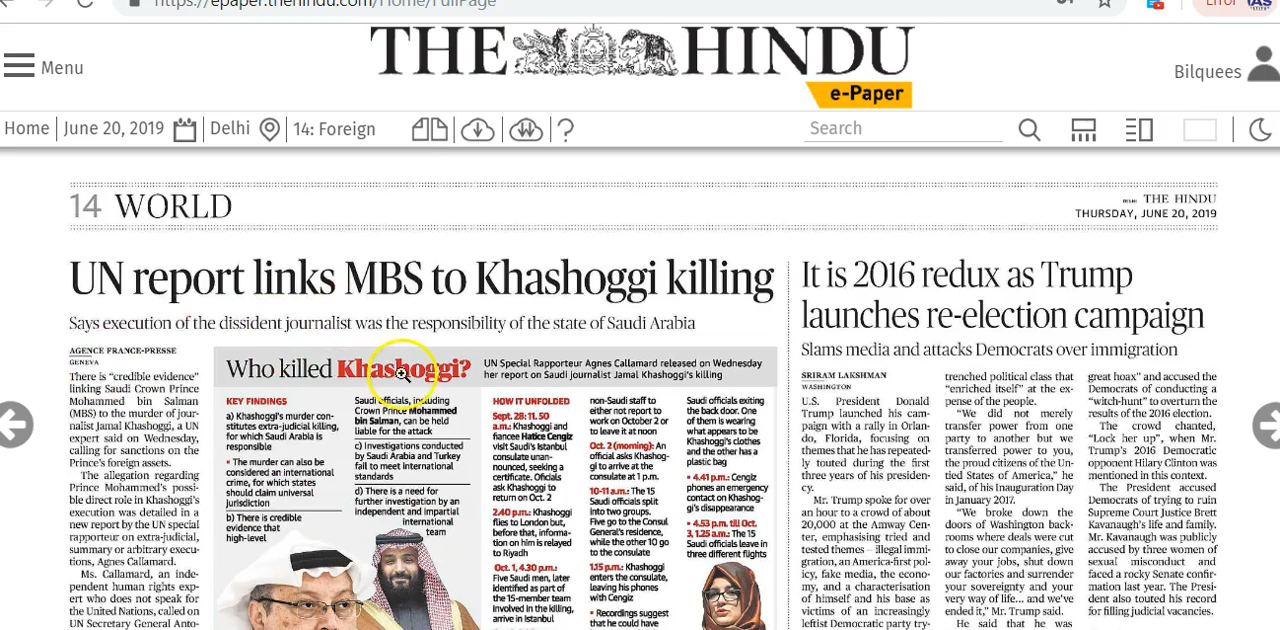 https://epaper.thehindu.com/Home/FullPage
Error
THE HINDU
e-Paper
Menu
Bilquees
Home
June 20, 2019
Delhi
14: Foreign
?
Search
14 WORLD
THE HINDU
THURSDAY, JUNE 20, 2019
UN report links MBS to Khashoggi killing
Says execution of the dissident journalist was the responsibility of the state of Saudi Arabia
AGENCE FRANCE-PRESSE
GENEVA
There is “credible evidence”
linking Saudi Crown Prince
Mohammed bin Salman
(MBS) to the murder of jour-
nalist Jamal Khashoggi, a UN
expert said on Wednesday,
calling for sanctions on the
Prince's foreign assets.
The allegation regarding
Prince Mohammed's possi-
ble direct role in Khashoggi's
execution was detailed in a
new report by the UN special
rapporteur on extra-judicial,
summary or arbitrary execu-
tions, Agnes Callamard.
Ms. Callamard, an inde-
pendent human rights exp-
ert who does not speak for
the United Nations, called on
UN Secretary General Anto-
Who killed Khashoggi?
UN Special Rapporteur Agnes Callamard released on Wednesday
her report on Saudi journalist Jamal Khashoggi's killing
KEY FINDINGS
a) Khashoggi's murder con-
stitutes extra-judicial killing,
for which Saudi Arabia is
responsible
▪ The murder can also be
considered an international
crime, for which states
should claim universal
jurisdiction
b) There is credible
evidence that
high-level
Saudi officials, including
Crown Prince Mohammed
bin Salman, can be held
liable for the attack
c) Investigations conducted
by Saudi Arabia and Turkey
fail to meet international
standards
d) There is a need for
further investigation by an
independent and impartial
international
team
HOW IT UNFOLDED
Sept. 28: 11.50
a.m.: Khashoggi and
fiancee Hatice Cengiz
visit Saudi's Istanbul
consulate unan-
nounced, seeking a
certificate. Officials
ask Khashoggi to
return on Oct. 2
2.40 p.m.: Khashoggi
flies to London but,
before that, informa-
tion on him is relayed
to Riyadh
Oct. 1, 4.30 p.m.:
Five Saudi men, later
identified as part of
the 15-member team
involved in the killing,
arrive in Istanbul
non-Saudi staff to
either not report to
work on October 2 or
to leave it at noon
Oct. 2 (morning): An
official asks Khashog-
gi to arrive at the
consulate at 1 p.m.
10-11 a.m.: The 15
Saudi officials split
into two groups.
Five go to the Consul
General's residence,
while the other 10 go
to the consulate
1.15 p.m.: Khashoggi
enters the consulate,
leaving his phones
with Cengiz
▪ Recordings suggest
that he could have
Saudi officials exiting
the back door. One
of them is wearing
what appears to be
Khashoggi's clothes
and the other has a
plastic bag
▪ 4.41 p.m.: Cengiz
phones an emergency
contact on Khashog-
gi's disappearance
▪ 4.53 p.m. till Oct.
3, 1.25 a.m.: The 15
Saudi officials leave in
three different flights
It is 2016 redux as Trump
launches re-election campaign
Slams media and attacks Democrats over immigration
SRIRAM LAKSHMAN
WASHINGTON
U.S. President Donald
Trump launched his cam-
paign with a rally in Orlan-
do, Florida, focusing on
themes that he has repeated-
ly touted during the first
three years of his presiden-
cy.
Mr. Trump spoke for over
an hour to a crowd of about
20,000 at the Amway Cen-
ter, emphasising tried and
tested themes – illegal immi-
gration, an America-first pol-
icy, fake media, the econo-
my, and a characterisation
of himself and his base as
victims of an increasingly
leftist Democratic party try-
trenched political class that
“enriched itself” at the ex-
pense of the people.
“We did not merely
transfer power from one
party to another but we
transferred power to you,
the proud citizens of the Uni-
ted States of America,” he
said, of his Inauguration Day
in January 2017.
“We broke down the
doors of Washington back-
rooms where deals were cut
to close our companies, give
away your jobs, shut down
our factories and surrender
your sovereignty and your
very way of life... and we've
ended it,” Mr. Trump said.
He said that he was
great hoax” and accused the
Democrats of conducting a
“witch-hunt” to overturn the
results of the 2016 election.
The crowd chanted,
“Lock her up”, when Mr.
Trump's 2016 Democratic
opponent Hilary Clinton was
mentioned in this context.
The President accused
Democrats of trying to ruin
Supreme Court Justice Brett
Kavanaugh's life and family.
Mr. Kavanaugh was publicly
accused by three women of
sexual misconduct and
faced a rocky Senate confir-
mation last year. The Presi-
dent also touted his record
for filling judicial vacancies.